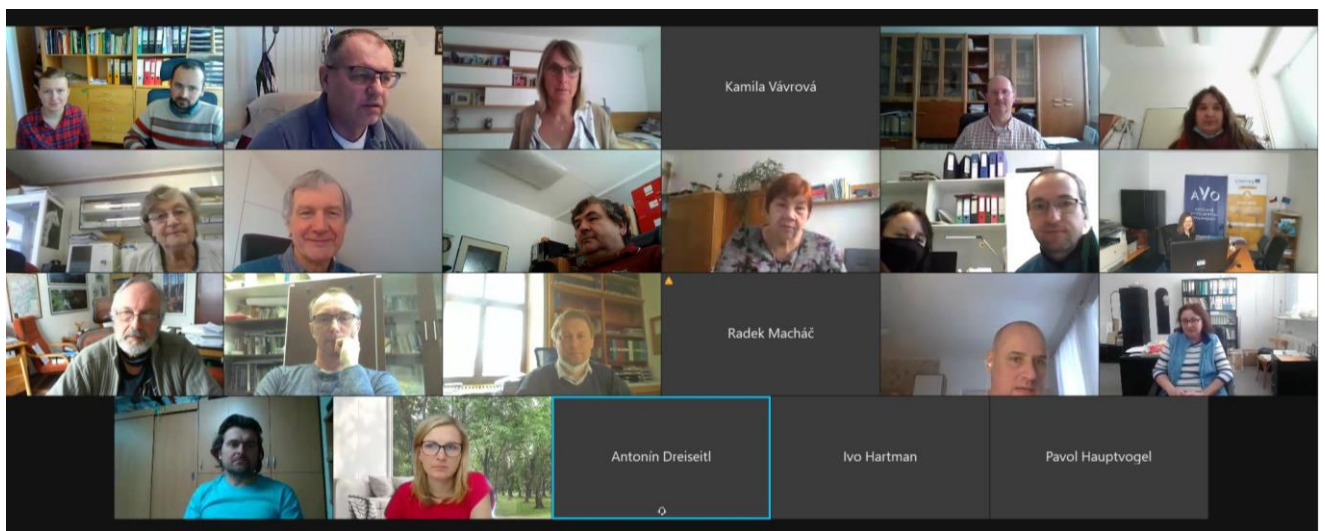 Kamila Vávrová
AVO
Radek Macháč
Antonín Dreiseitl
Ivo Hartman
Pavol Hauptvogel